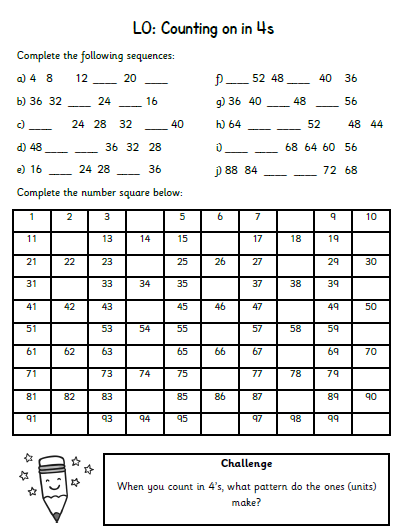 LO: Counting on in 4s
Complete the following sequences:
a) 4 8 12 ____ 20 ____
b) 36 32 ____ 24 ____ 16
c) ____ 24 28 32 ____ 40
d) 48 ____ ____ 36 32 28
e) 16 ____ 24 28 ____ 36
f) ____ 52 48 ____ 40 36
g) 36 40 ____ 48 ____ 56
h) 64 ____ ____ 52 48 44
i) ____ ____ 68 64 60 56
j) 88 84 ____ ____ 72 68
Complete the number square below:
1 2 3 5 6 7 9 10
11 13 14 15 17 18 19
21 22 23 25 26 27 29 30
31 33 34 35 37 38 39
41 42 43 45 46 47 49 50
51 53 54 55 57 58 59
61 62 63 65 66 67 69 70
71 73 74 75 77 78 79
81 82 83 85 86 87 89 90
91 93 94 95 97 98 99
Challenge
When you count in 4's, what pattern do the ones (units)
make?